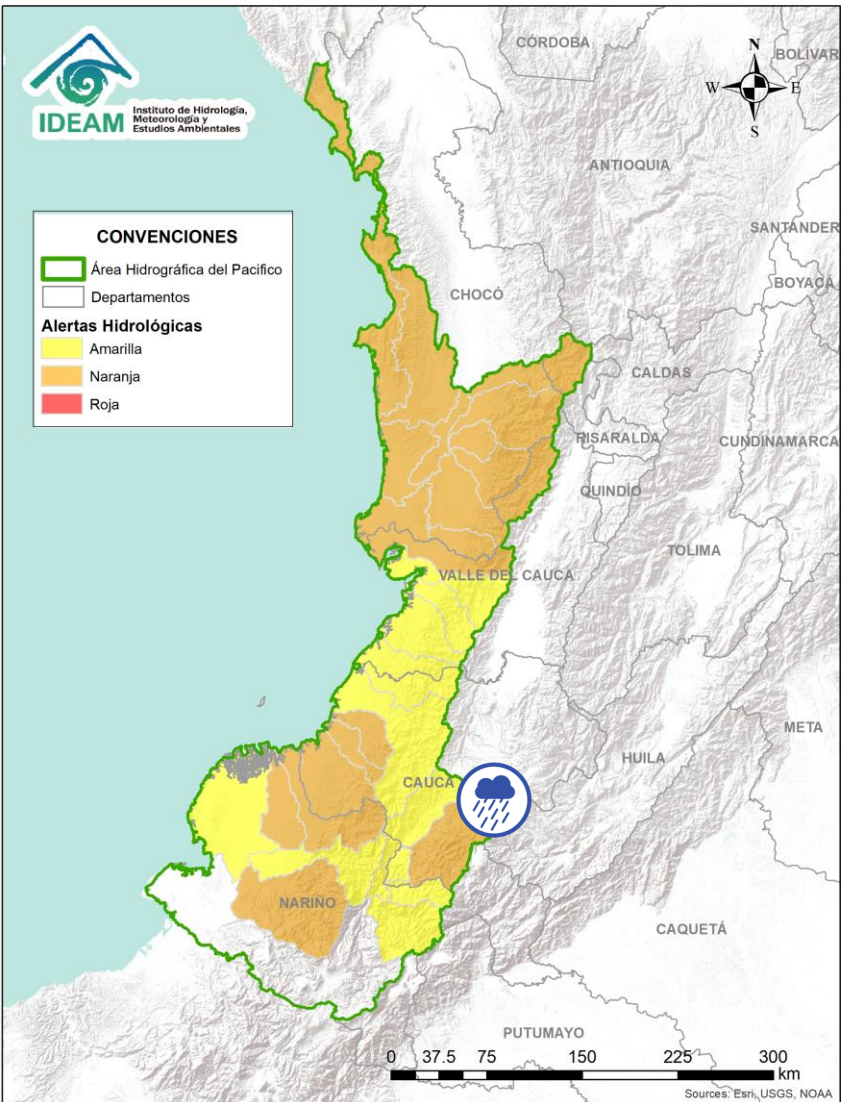 IDEAM
Instituto de Hidrología,
Meteorología y
Estudios Ambientales
CÓRDOBA
BOLÍVAR
N
W
E
S
ANTIOQUIA
SANTANDER
BOYACÁ
CONVENCIONES
Área Hidrográfica del Pacifico
Departamentos
Alertas Hidrológicas
Amarilla
Naranja
Roja
CHOCÓ
CALDAS
RISARALDA
CUNDINAMARCA
QUINDÍO
TOLIMA
VALLE DEL CAUCA
META
HUILA
CAUCA
NARIÑO
CAQUETÁ
PUTUMAYO
0 37.5 75 150 225 300
km
Sources: Esri, USGS, NOAA